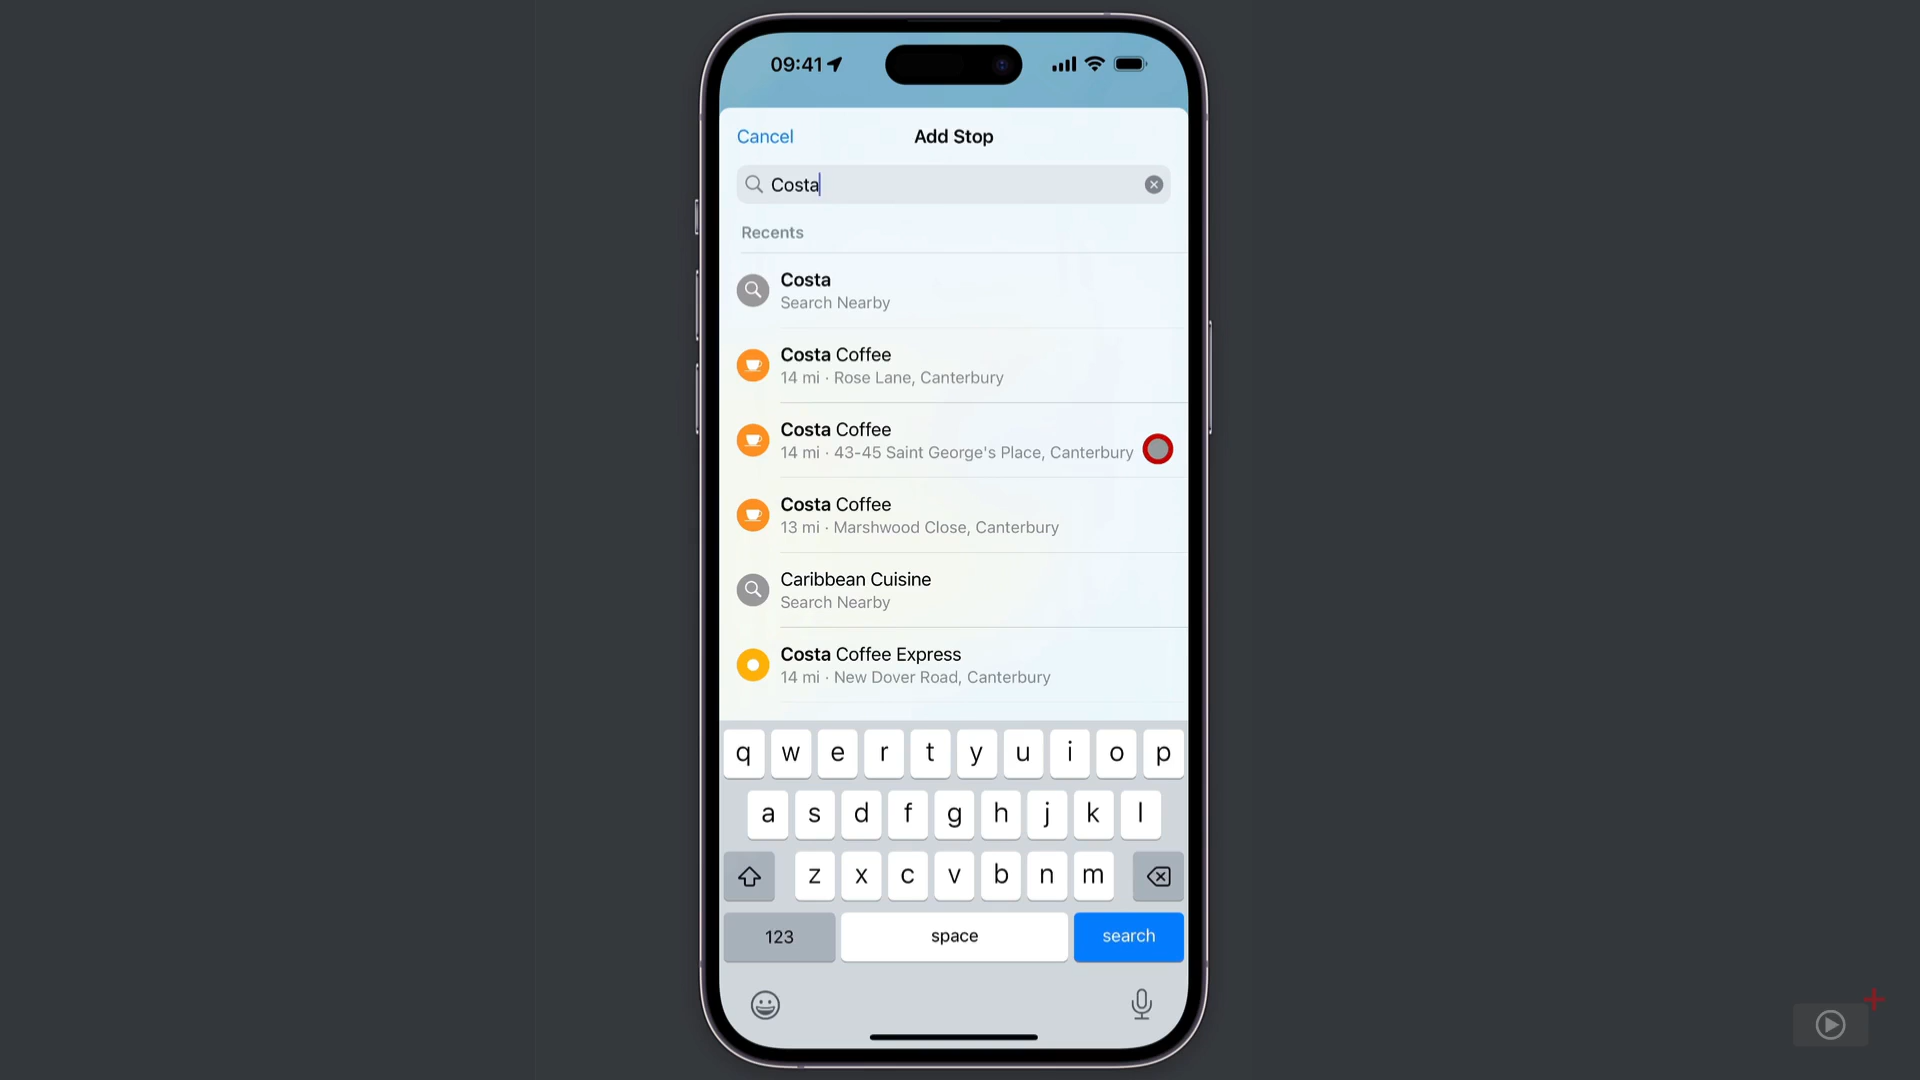 09:41
Cancel
Add Stop
Costa
Recents
Costa
Search Nearby
Costa Coffee
14 mi · Rose Lane, Canterbury
Costa Coffee
14 mi · 43-45 Saint George's Place, Canterbury
Costa Coffee
13 mi · Marshwood Close, Canterbury
Caribbean Cuisine
Search Nearby
Costa Coffee Express
14 mi · New Dover Road, Canterbury
q w e r t y u i o p
a s d f g h j k l
z x c v b n m
123 space search